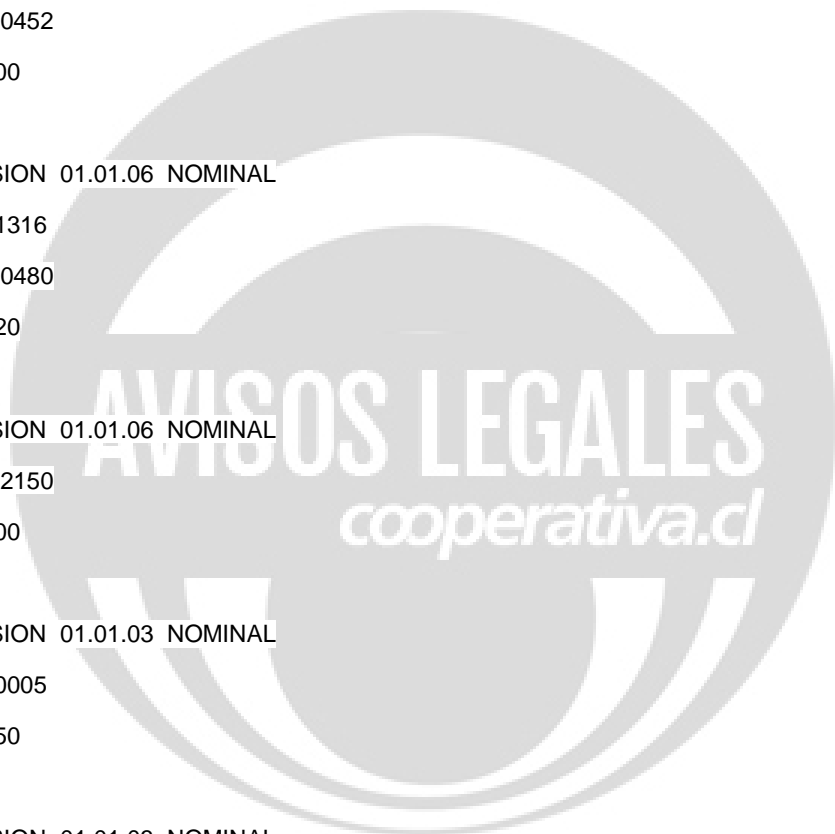 0452
00
SION 01.01.06 NOMINAL
1316
0480
20
AVISOS LEGALES
SION 01.01.06 NOMINAL
2150
cooperativa.cl
00
SION 01.01.03 NOMINAL
0005
50